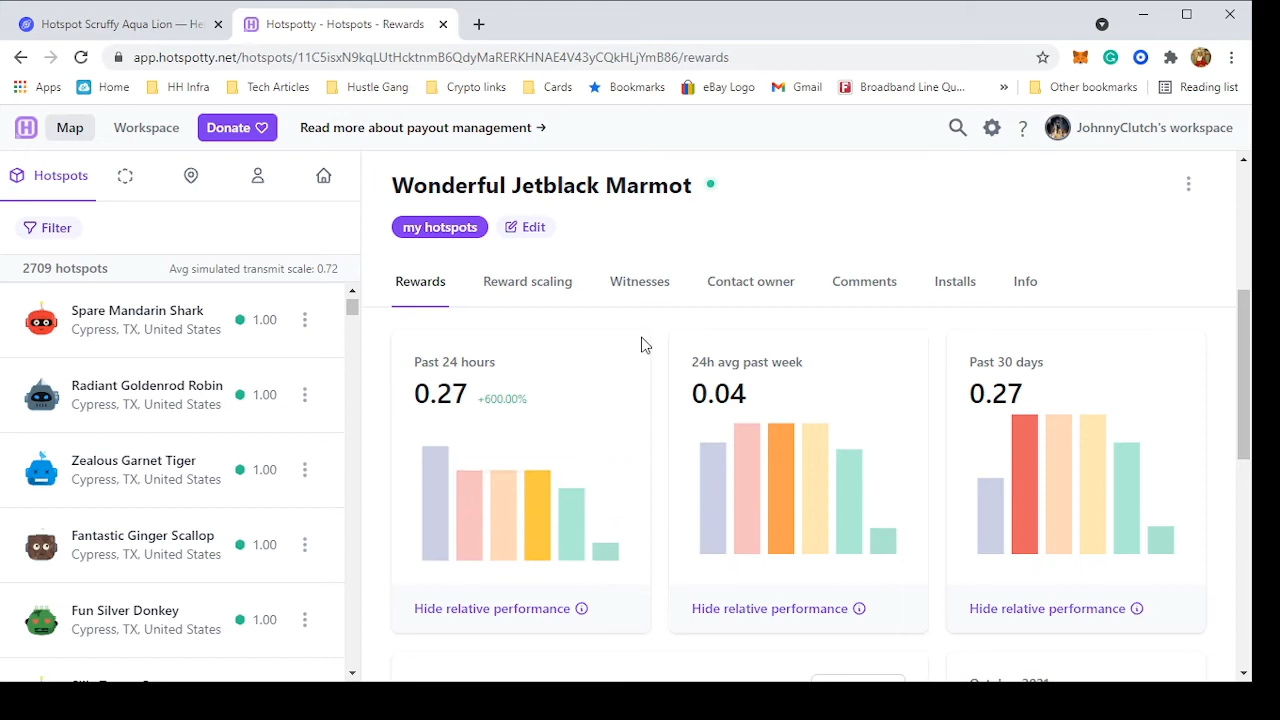 Hotspot Scruffy Aqua Lion — He
Hotspotty - Hotspots - Rewards
app.hotspotty.net/hotspots/11C5isxN9koLUtHcktnmB6QdyMaRERKHNAE4V43yCQkHLjYmB86/rewards
Apps
Home
HH Infra
Tech Articles
Hustle Gang
Crypto links
Cards
Bookmarks
eBay Logo
Gmail
Broadband Line Qu...
»
Other bookmarks
Reading list
Map
Workspace
Donate
Read more about payout management →
?
JohnnyClutch's workspace
Hotspots
Filter
2709 hotspots
Avg simulated transmit scale: 0.72
Spare Mandarin Shark
Cypress, TX, United States
1.00
Radiant Goldenrod Robin
Cypress, TX, United States
1.00
Zealous Garnet Tiger
Cypress, TX, United States
1.00
Fantastic Ginger Scallop
Cypress, TX, United States
1.00
Fun Silver Donkey
Cypress, TX, United States
1.00
Wonderful Jetblack Marmot
my hotspots
Edit
Rewards
Reward scaling
Witnesses
Contact owner
Comments
Installs
Info
Past 24 hours
0.27 +600.00%
Hide relative performance
24h avg past week
0.04
Hide relative performance
Past 30 days
0.27
Hide relative performance